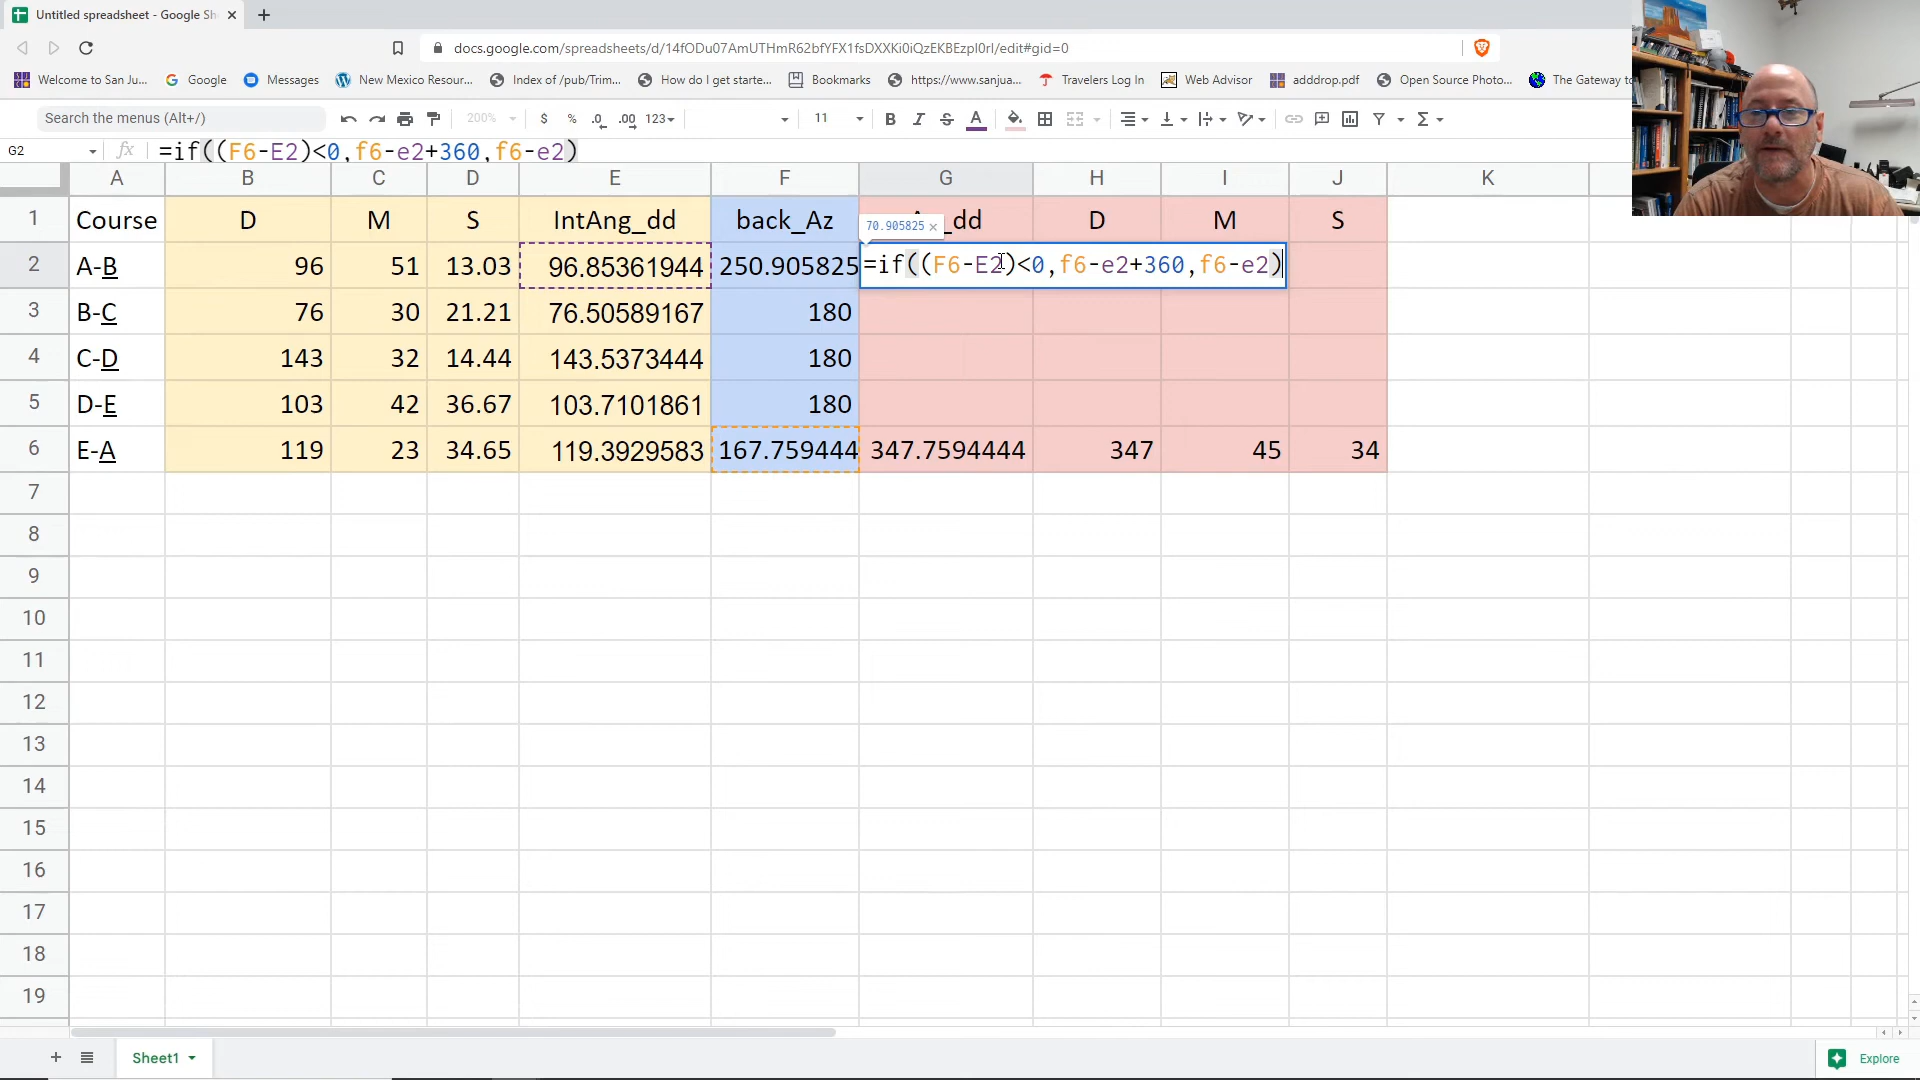 Untitled spreadsheet - Google Sh
docs.google.com/spreadsheets/d/14fODu07AmUTHmR62bfYFX1fsDXXKi0iQzEKBEzpl0rI/edit#gid=0
Welcome to San Ju... Google Messages New Mexico Resour... Index of /pub/Trim... How do I get starte... Bookmarks https://www.sanjua... Travelers Log In Web Advisor adddrop.pdf Open Source Photo... The Gateway to
Search the menus (Alt+/) 200% $ % .0 .00 123 11 B I S A Σ
G2 fx =if((F6-E2)<0,f6-e2+360,f6-e2)
A B C D E F G H I J K
1 Course D M S IntAng_dd back_Az _dd D M S
70.905825 ×
2 A-B 96 51 13.03 96.85361944 250.905825 =if((F6-E2)<0,f6-e2+360,f6-e2)
3 B-C 76 30 21.21 76.50589167 180
4 C-D 143 32 14.44 143.5373444 180
5 D-E 103 42 36.67 103.7101861 180
6 E-A 119 23 34.65 119.3929583 167.759444 347.7594444 347 45 34
7
8
9
10
11
12
13
14
15
16
17
18
19
Sheet1 Explore